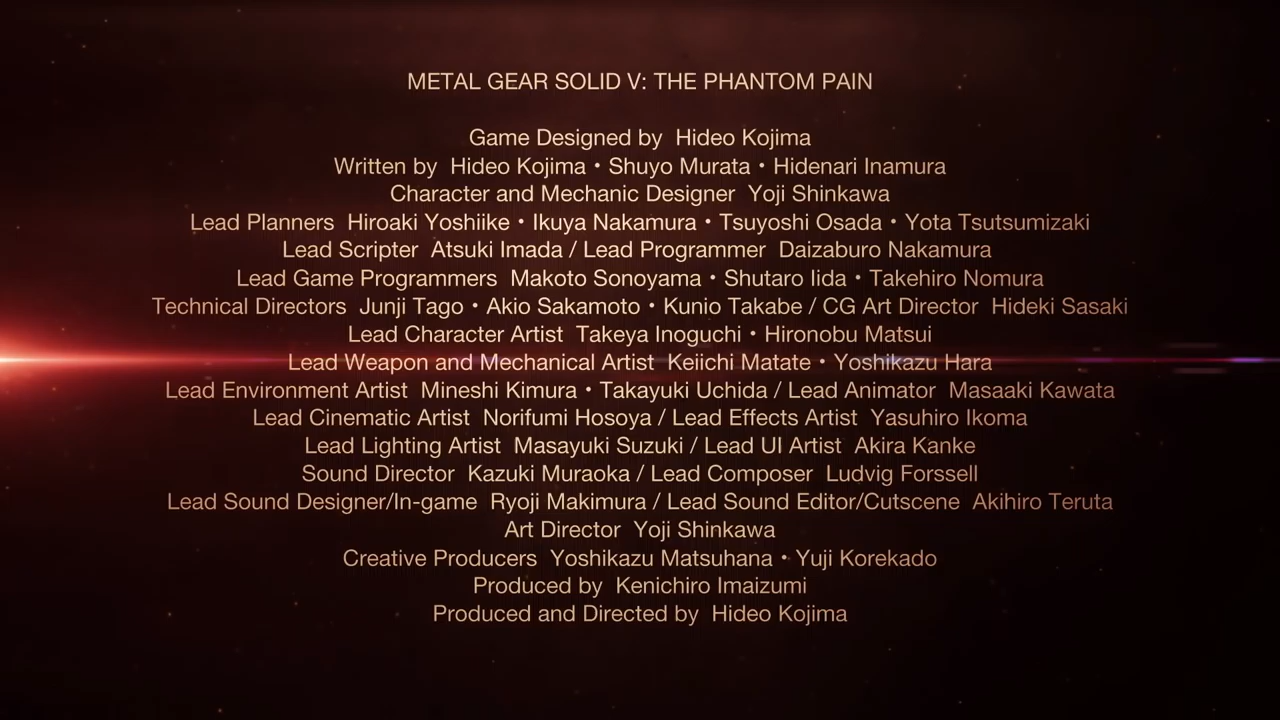 METAL GEAR SOLID V: THE PHANTOM PAIN
Game Designed by Hideo Kojima
Written by Hideo Kojima・Shuyo Murata・Hidenari Inamura
Character and Mechanic Designer Yoji Shinkawa
Lead Planners Hiroaki Yoshiike・Ikuya Nakamura・Tsuyoshi Osada・Yota Tsutsumizaki
Lead Scripter Atsuki Imada / Lead Programmer Daizaburo Nakamura
Lead Game Programmers Makoto Sonoyama・Shutaro Iida・Takehiro Nomura
Technical Directors Junji Tago・Akio Sakamoto・Kunio Takabe / CG Art Director Hideki Sasaki
Lead Character Artist Takeya Inoguchi・Hironobu Matsui
Lead Weapon and Mechanical Artist Keiichi Matate・Yoshikazu Hara
Lead Environment Artist Mineshi Kimura・Takayuki Uchida / Lead Animator Masaaki Kawata
Lead Cinematic Artist Norifumi Hosoya / Lead Effects Artist Yasuhiro Ikoma
Lead Lighting Artist Masayuki Suzuki / Lead UI Artist Akira Kanke
Sound Director Kazuki Muraoka / Lead Composer Ludvig Forssell
Lead Sound Designer/In-game Ryoji Makimura / Lead Sound Editor/Cutscene Akihiro Teruta
Art Director Yoji Shinkawa
Creative Producers Yoshikazu Matsuhana・Yuji Korekado
Produced by Kenichiro Imaizumi
Produced and Directed by Hideo Kojima